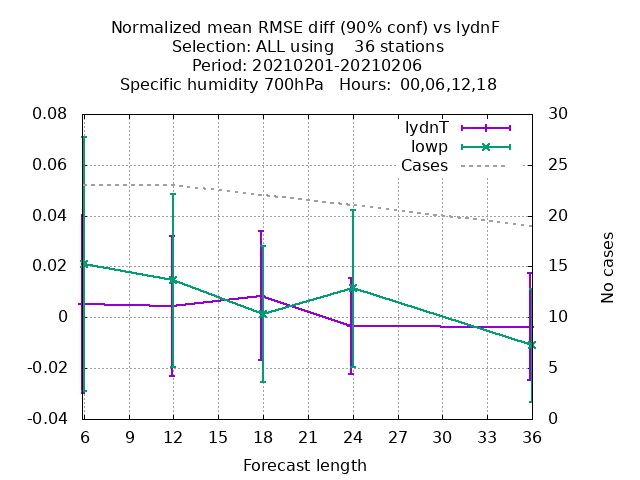 Normalized mean RMSE diff (90% conf) vs lydnF
Selection: ALL using    36 stations
Period: 20210201-20210206
Specific humidity 700hPa   Hours:  00,06,12,18
lydnT
lowp
Cases
0.08
0.06
0.04
0.02
0
-0.02
-0.04
30
25
20
15
10
5
0
No cases
6 9 12 15 18 21 24 27 30 33 36
Forecast length